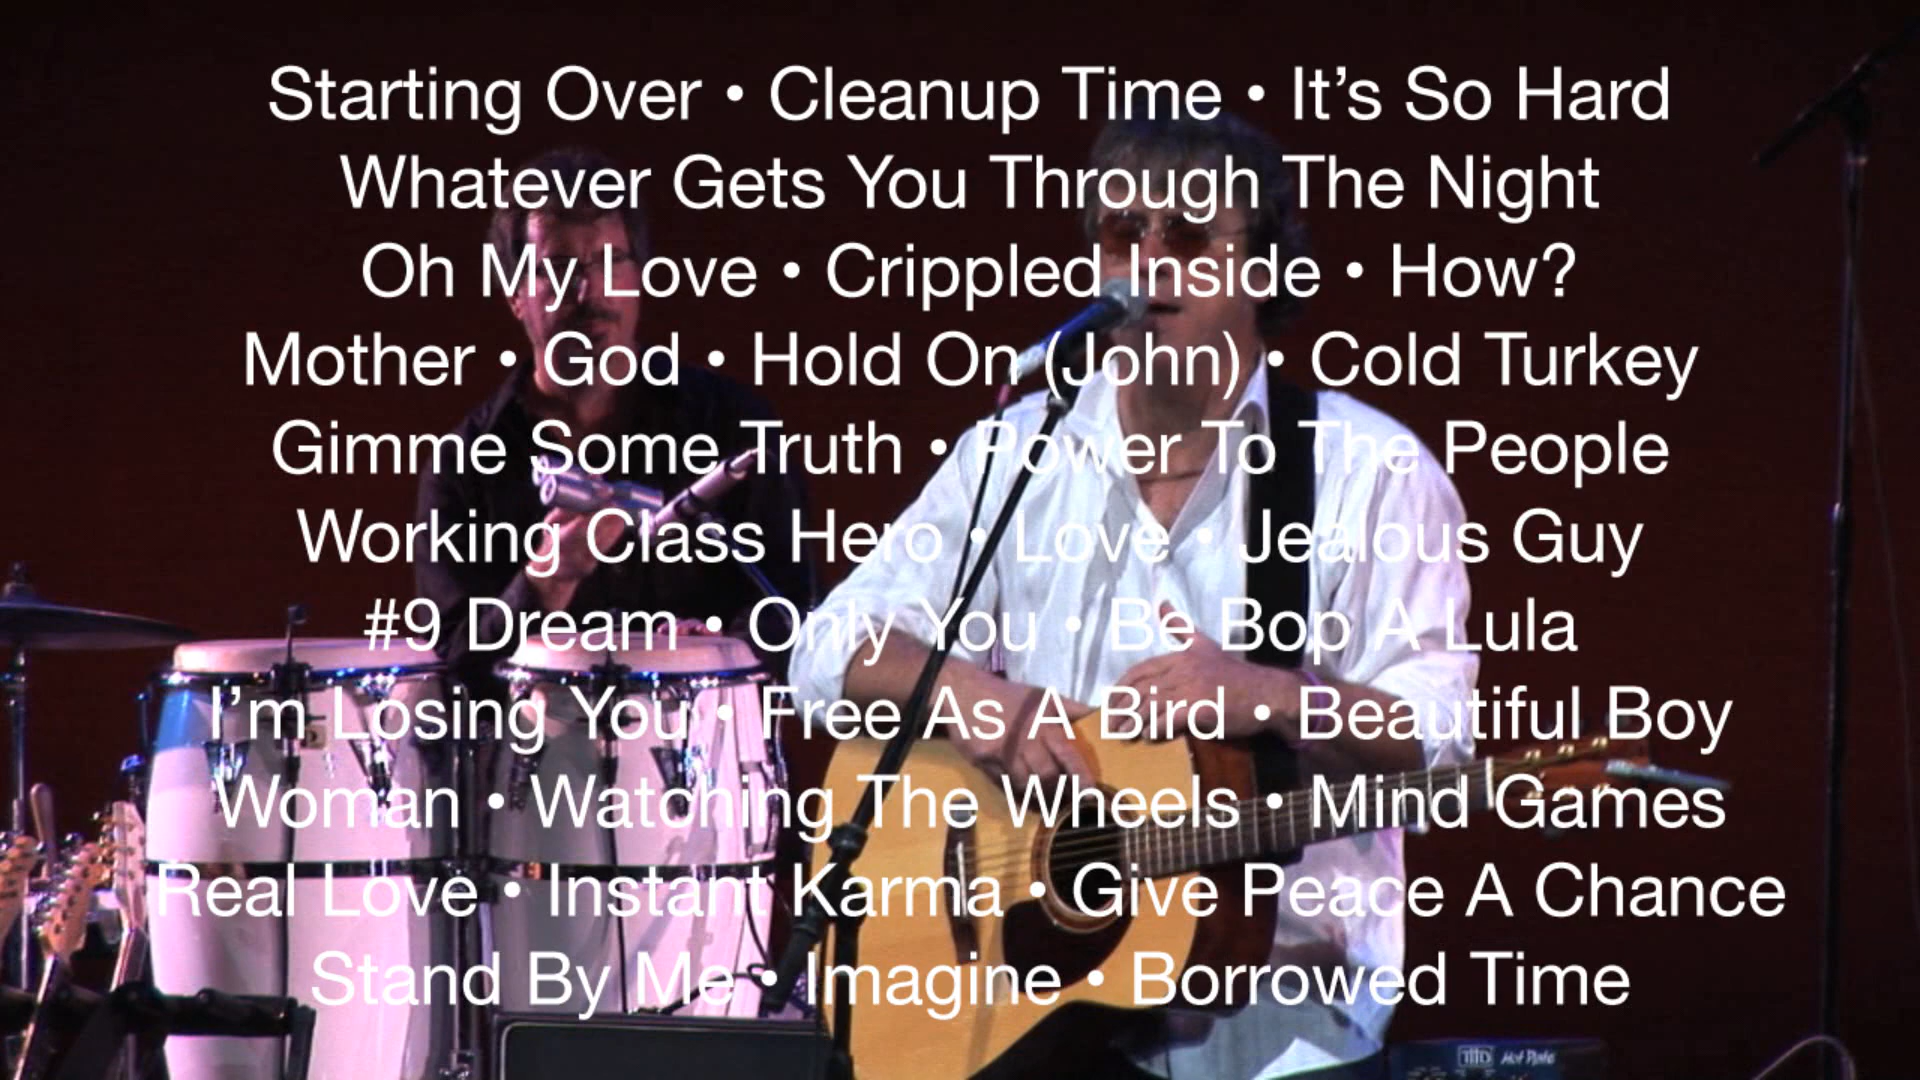 Starting Over • Cleanup Time • It’s So Hard
Whatever Gets You Through The Night
Oh My Love • Crippled Inside • How?
Mother • God • Hold On (John) • Cold Turkey
Gimme Some Truth • Power To The People
Working Class Hero • Love • Jealous Guy
#9 Dream • Only You • Be Bop A Lula
I’m Losing You • Free As A Bird • Beautiful Boy
Woman • Watching The Wheels • Mind Games
Real Love • Instant Karma • Give Peace A Chance
Stand By Me • Imagine • Borrowed Time
THD Hot Plate